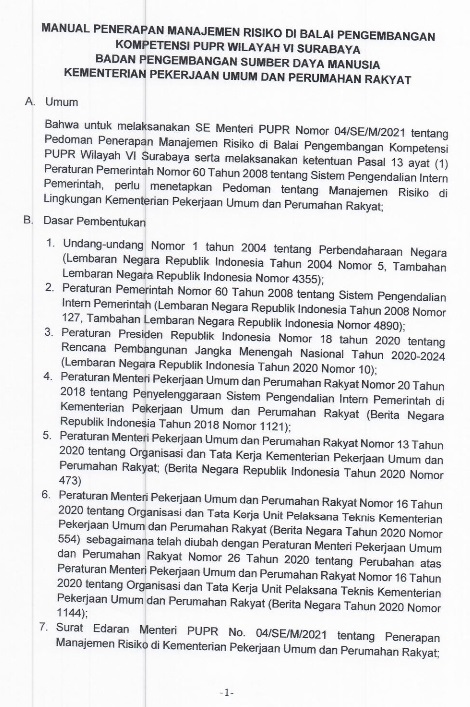 MANUAL PENERAPAN MANAJEMEN RISIKO DI BALAI PENGEMBANGAN
KOMPETENSI PUPR WILAYAH VI SURABAYA
BADAN PENGEMBANGAN SUMBER DAYA MANUSIA
KEMENTERIAN PEKERJAAN UMUM DAN PERUMAHAN RAKYAT
A. Umum
Bahwa untuk melaksanakan SE Menteri PUPR Nomor 04/SE/M/2021 tentang
Pedoman Penerapan Manajemen Risiko di Balai Pengembangan Kompetensi
PUPR Wilayah VI Surabaya serta melaksanakan ketentuan Pasal 13 ayat (1)
Peraturan Pemerintah Nomor 60 Tahun 2008 tentang Sistem Pengendalian Intern
Pemerintah, perlu menetapkan Pedoman tentang Manajemen Risiko di
Lingkungan Kementerian Pekerjaan Umum dan Perumahan Rakyat;
B. Dasar Pembentukan
1. Undang-undang Nomor 1 tahun 2004 tentang Perbendaharaan Negara
(Lembaran Negara Republik Indonesia Tahun 2004 Nomor 5, Tambahan
Lembaran Negara Republik Indonesia Nomor 4355);
2. Peraturan Pemerintah Nomor 60 Tahun 2008 tentang Sistem Pengendalian
Intern Pemerintah (Lembaran Negara Republik Indonesia Tahun 2008 Nomor
127, Tambahan Lembaran Negara Republik Indonesia Nomor 4890);
3. Peraturan Presiden Republik Indonesia Nomor 18 tahun 2020 tentang
Rencana Pembangunan Jangka Menengah Nasional Tahun 2020-2024
(Lembaran Negara Republik Indonesia Tahun 2020 Nomor 10);
4. Peraturan Menteri Pekerjaan Umum dan Perumahan Rakyat Nomor 20 Tahun
2018 tentang Penyelenggaraan Sistem Pengendalian Intern Pemerintah di
Kementerian Pekerjaan Umum dan Perumahan Rakyat (Berita Negara
Republik Indonesia Tahun 2018 Nomor 1121);
5. Peraturan Menteri Pekerjaan Umum dan Perumahan Rakyat Nomor 13 Tahun
2020 tentang Organisasi dan Tata Kerja Kementerian Pekerjaan Umum dan
Perumahan Rakyat; (Berita Negara Republik Indonesia Tahun 2020 Nomor
473)
6. Peraturan Menteri Pekerjaan Umum dan Perumahan Rakyat Nomor 16 Tahun
2020 tentang Organisasi dan Tata Kerja Unit Pelaksana Teknis Kementerian
Pekerjaan Umum dan Perumahan Rakyat (Berita Negara Tahun 2020 Nomor
554) sebagaimana telah diubah dengan Peraturan Menteri Pekerjaan Umum
dan Perumahan Rakyat Nomor 26 Tahun 2020 tentang Perubahan atas
Peraturan Menteri Pekerjaan Umum dan Perumahan Rakyat Nomor 16 Tahun
2020 tentang Organisasi dan Tata Kerja Unit Pelaksana Teknis Kementerian
Pekerjaan Umum dan Perumahan Rakyat (Berita Negara Tahun 2020 Nomor
1144);
7. Surat Edaran Menteri PUPR No. 04/SE/M/2021 tentang Penerapan
Manajemen Risiko di Kementerian Pekerjaan Umum dan Perumahan Rakyat;
-1-